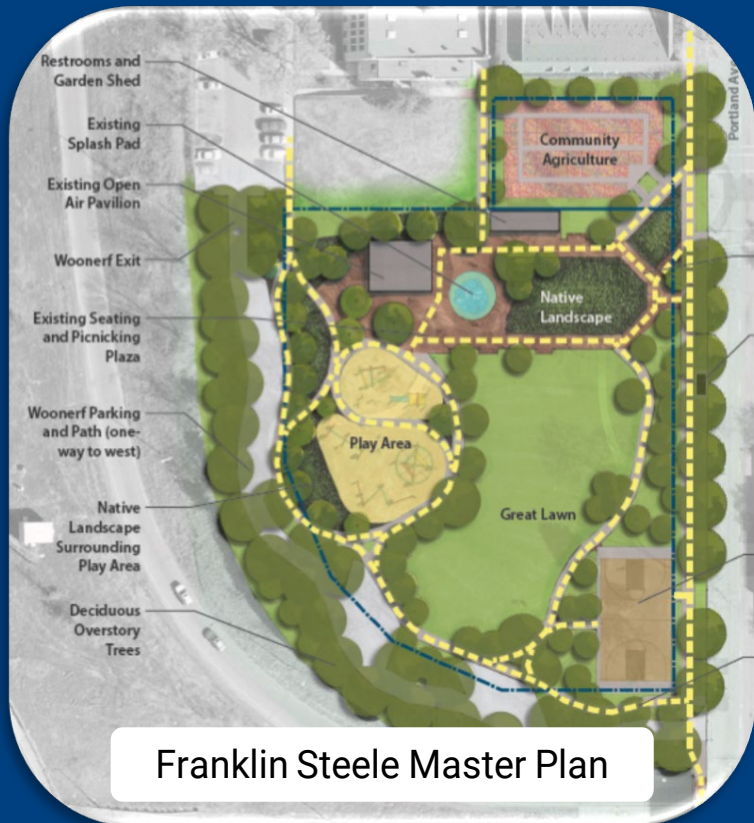 Restrooms and
Garden Shed
Existing
Splash Pad
Existing Open
Air Pavilion
Woonerf Exit
Existing Seating
and Picnicking
Plaza
Woonerf Parking
and Path (one-
way to west)
Native
Landscape
Surrounding
Play Area
Deciduous
Overstory
Trees
Community
Agriculture
Portland Ave
Native
Landscape
Play Area
Great Lawn
Franklin Steele Master Plan